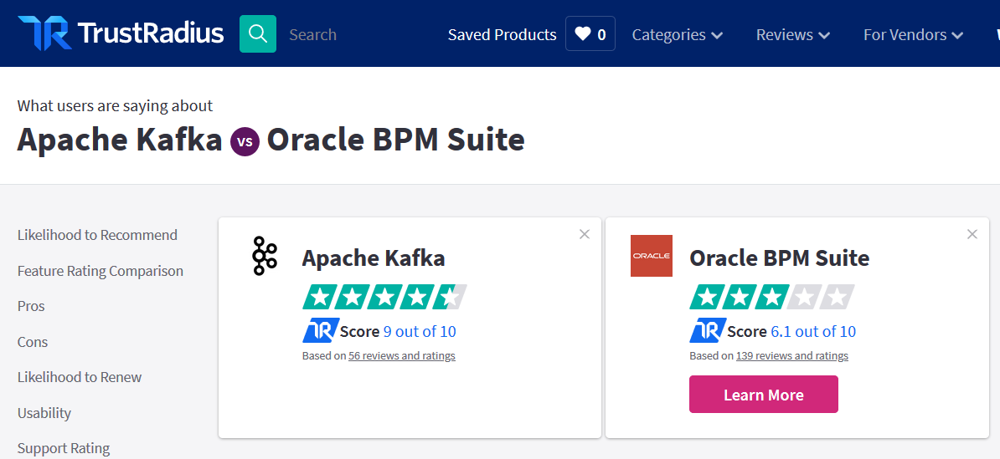 TrustRadius Search Saved Products 0 Categories Reviews For Vendors
What users are saying about
Apache Kafka vs Oracle BPM Suite
Likelihood to Recommend
Feature Rating Comparison
Pros
Cons
Likelihood to Renew
Usability
Support Rating
Apache Kafka
TR Score 9 out of 10
Based on 56 reviews and ratings
ORACLE
Oracle BPM Suite
TR Score 6.1 out of 10
Based on 139 reviews and ratings
Learn More